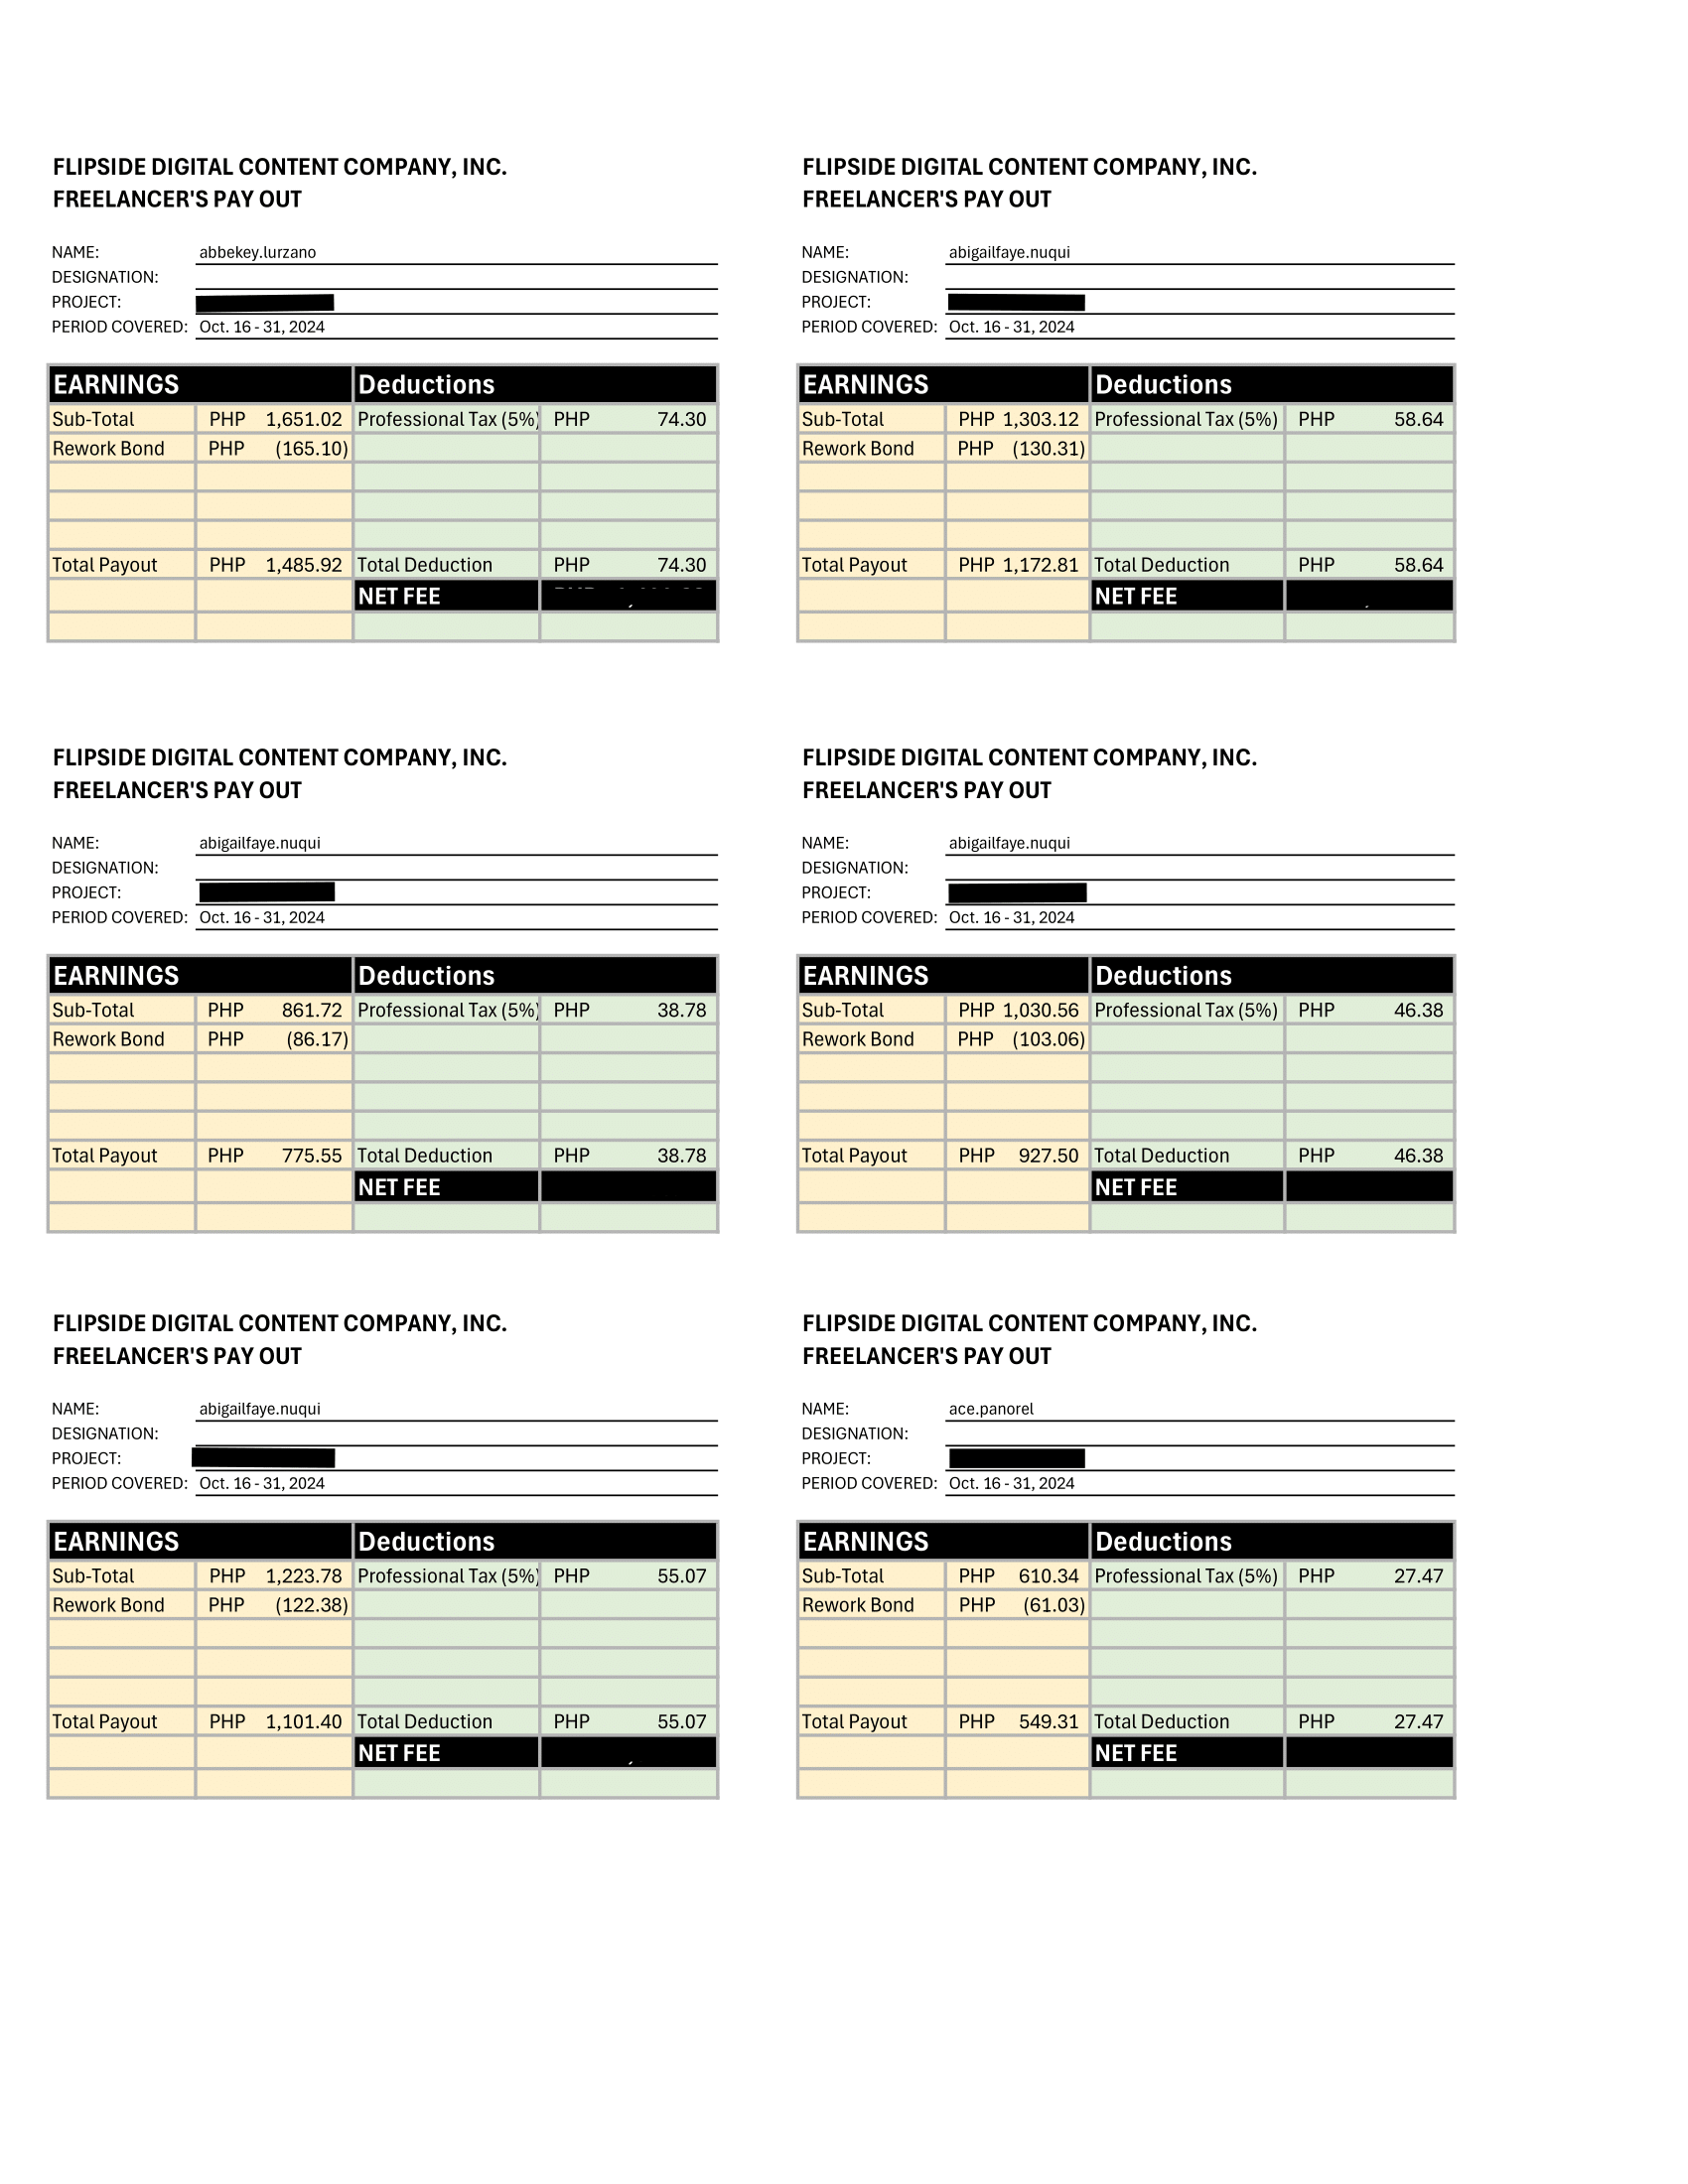 FLIPSIDE DIGITAL CONTENT COMPANY, INC.
FREELANCER'S PAY OUT
NAME: abbekey.lurzano
DESIGNATION:
PROJECT:
PERIOD COVERED: Oct. 16 - 31, 2024
EARNINGS Deductions
Sub-Total PHP 1,651.02 Professional Tax (5%) PHP 74.30
Rework Bond PHP (165.10)
Total Payout PHP 1,485.92 Total Deduction PHP 74.30
NET FEE
FLIPSIDE DIGITAL CONTENT COMPANY, INC.
FREELANCER'S PAY OUT
NAME: abigailfaye.nuqui
DESIGNATION:
PROJECT:
PERIOD COVERED: Oct. 16 - 31, 2024
EARNINGS Deductions
Sub-Total PHP 1,303.12 Professional Tax (5%) PHP 58.64
Rework Bond PHP (130.31)
Total Payout PHP 1,172.81 Total Deduction PHP 58.64
NET FEE
FLIPSIDE DIGITAL CONTENT COMPANY, INC.
FREELANCER'S PAY OUT
NAME: abigailfaye.nuqui
DESIGNATION:
PROJECT:
PERIOD COVERED: Oct. 16 - 31, 2024
EARNINGS Deductions
Sub-Total PHP 861.72 Professional Tax (5%) PHP 38.78
Rework Bond PHP (86.17)
Total Payout PHP 775.55 Total Deduction PHP 38.78
NET FEE
FLIPSIDE DIGITAL CONTENT COMPANY, INC.
FREELANCER'S PAY OUT
NAME: abigailfaye.nuqui
DESIGNATION:
PROJECT:
PERIOD COVERED: Oct. 16 - 31, 2024
EARNINGS Deductions
Sub-Total PHP 1,030.56 Professional Tax (5%) PHP 46.38
Rework Bond PHP (103.06)
Total Payout PHP 927.50 Total Deduction PHP 46.38
NET FEE
FLIPSIDE DIGITAL CONTENT COMPANY, INC.
FREELANCER'S PAY OUT
NAME: abigailfaye.nuqui
DESIGNATION:
PROJECT:
PERIOD COVERED: Oct. 16 - 31, 2024
EARNINGS Deductions
Sub-Total PHP 1,223.78 Professional Tax (5%) PHP 55.07
Rework Bond PHP (122.38)
Total Payout PHP 1,101.40 Total Deduction PHP 55.07
NET FEE
FLIPSIDE DIGITAL CONTENT COMPANY, INC.
FREELANCER'S PAY OUT
NAME: ace.panorel
DESIGNATION:
PROJECT:
PERIOD COVERED: Oct. 16 - 31, 2024
EARNINGS Deductions
Sub-Total PHP 610.34 Professional Tax (5%) PHP 27.47
Rework Bond PHP (61.03)
Total Payout PHP 549.31 Total Deduction PHP 27.47
NET FEE